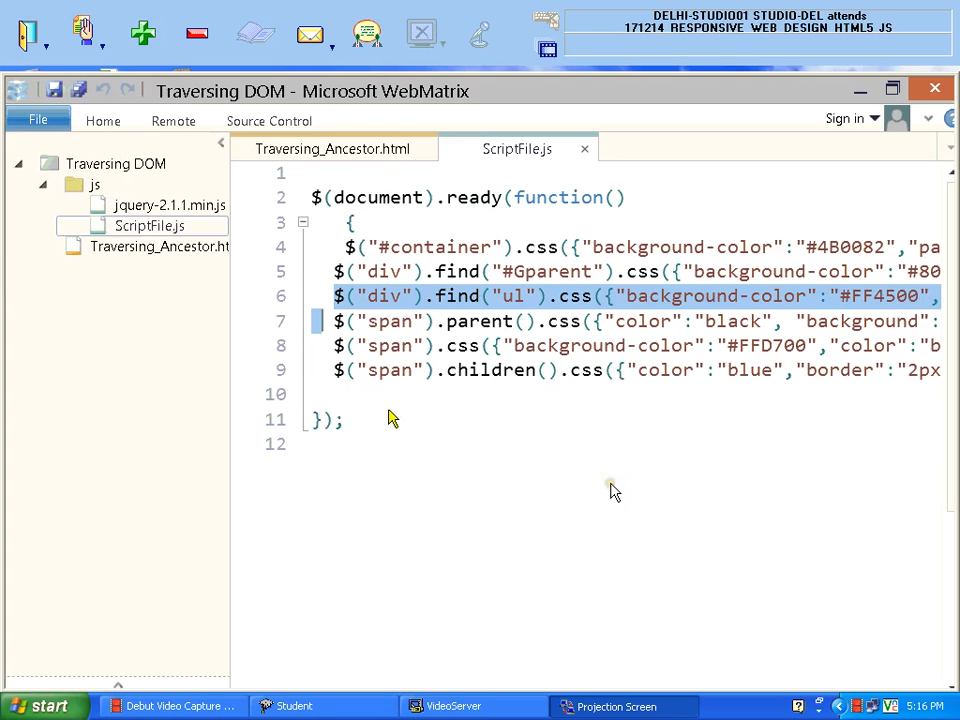 DELHI-STUDIO01 STUDIO-DEL attends
171214 RESPONSIVE WEB DESIGN HTML5 JS
Traversing DOM - Microsoft WebMatrix
File
Home
Remote
Source Control
Sign in
Traversing DOM
js
jquery-2.1.1.min.js
ScriptFile.js
Traversing_Ancestor.ht
Traversing_Ancestor.html
ScriptFile.js ×
1
2 $(document).ready(function()
3 {
4 $("#container").css({"background-color":"#4B0082","pa
5 $("div").find("#Gparent").css({"background-color":"#80
6 $("div").find("ul").css({"background-color":"#FF4500",
7 $("span").parent().css({"color":"black", "background":
8 $("span").css({"background-color":"#FFD700","color":"b
9 $("span").children().css({"color":"blue","border":"2px
10
11 });
12
start
Debut Video Capture ...
Student
VideoServer
Projection Screen
5:16 PM